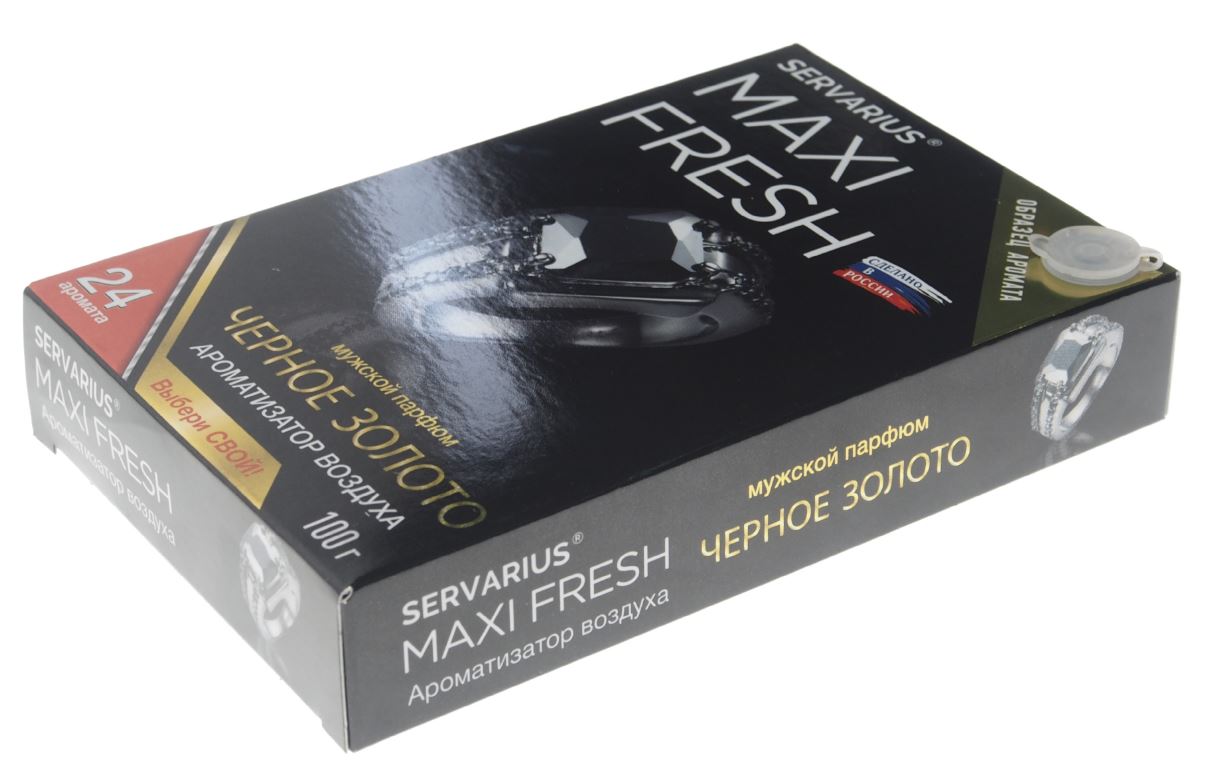 SERVARIUS®
MAXI
FRESH
ОБРАЗЕЦ АРОМАТА
СДЕЛАНО
В
РОССИИ
24
аромата
Выбери СВОЙ!
мужской парфюм
ЧЕРНОЕ ЗОЛОТО
АРОМАТИЗАТОР ВОЗДУХА
100 г
SERVARIUS®
MAXI FRESH
Ароматизатор воздуха
SERVARIUS®
MAXI FRESH
Ароматизатор воздуха
мужской парфюм
ЧЕРНОЕ ЗОЛОТО